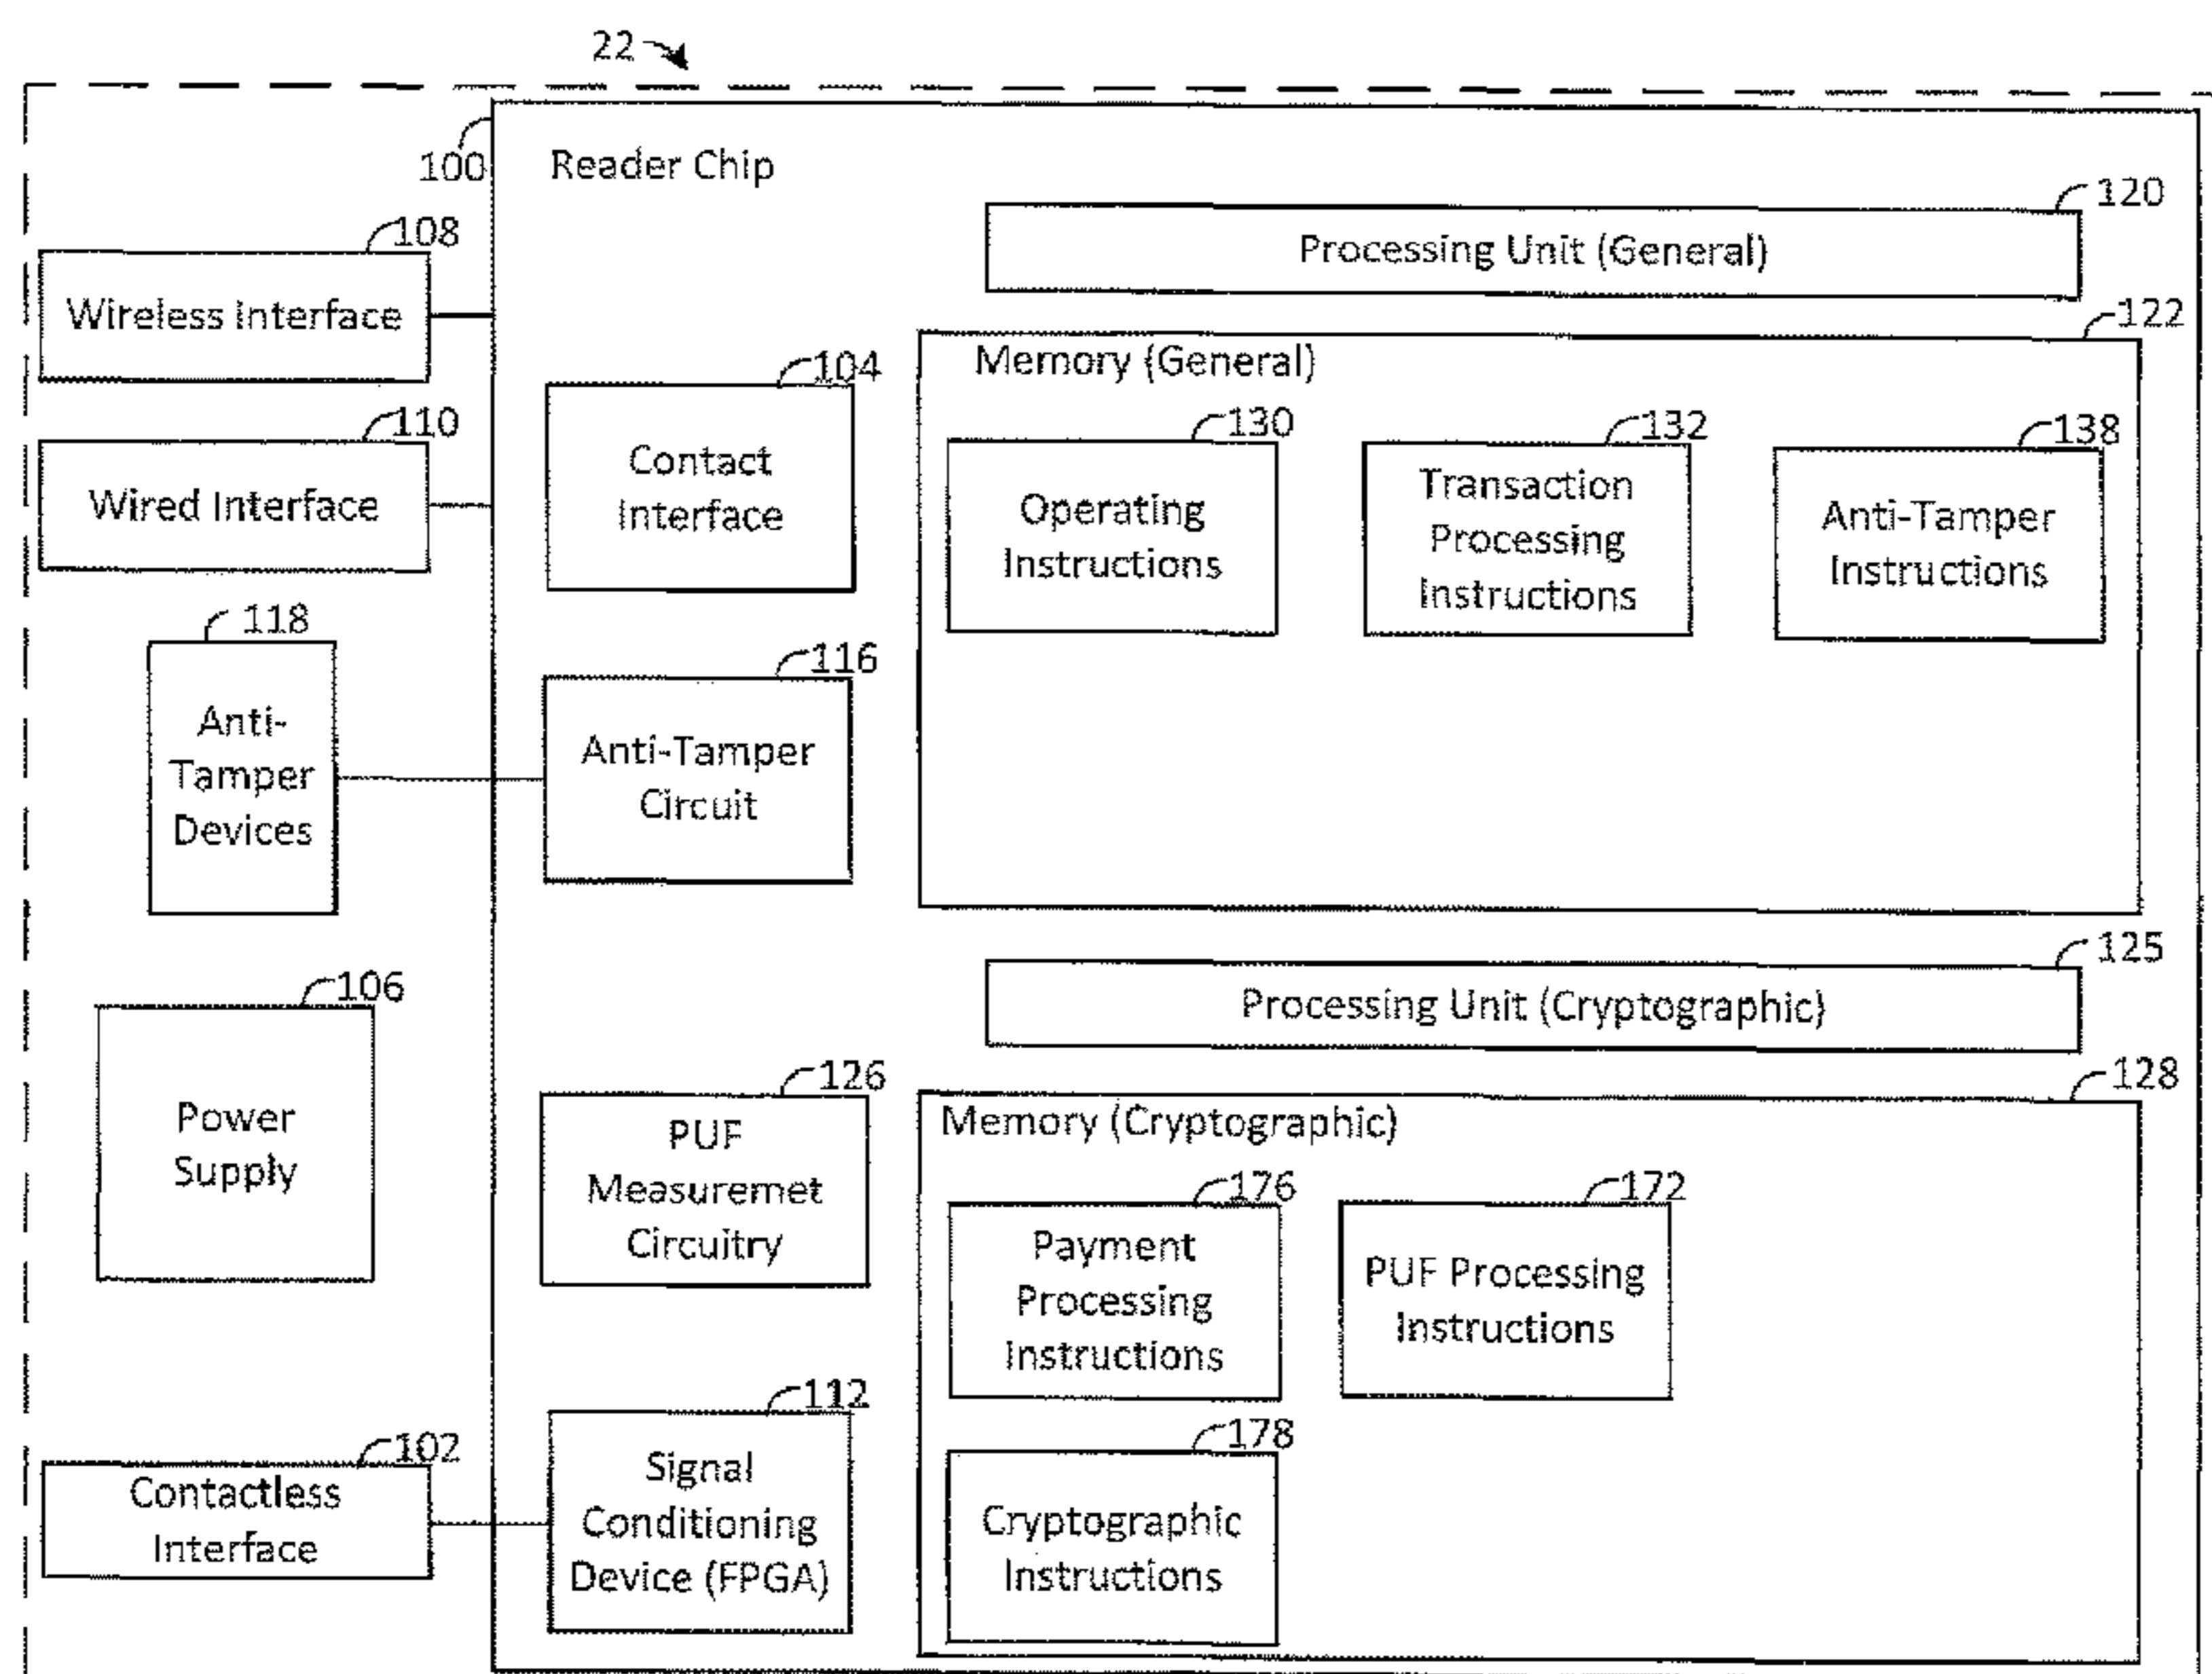 22
100
Reader Chip
120
Processing Unit (General)
108
Wireless Interface
122
Memory (General)
104
Contact
Interface
110
Wired Interface
130
Operating
Instructions
132
Transaction
Processing
Instructions
138
Anti-Tamper
Instructions
118
Anti-
Tamper
Devices
116
Anti-Tamper
Circuit
125
Processing Unit (Cryptographic)
106
Power
Supply
126
PUF
Measuremet
Circuitry
128
Memory (Cryptographic)
176
Payment
Processing
Instructions
172
PUF Processing
Instructions
102
Contactless
Interface
112
Signal
Conditioning
Device (FPGA)
178
Cryptographic
Instructions